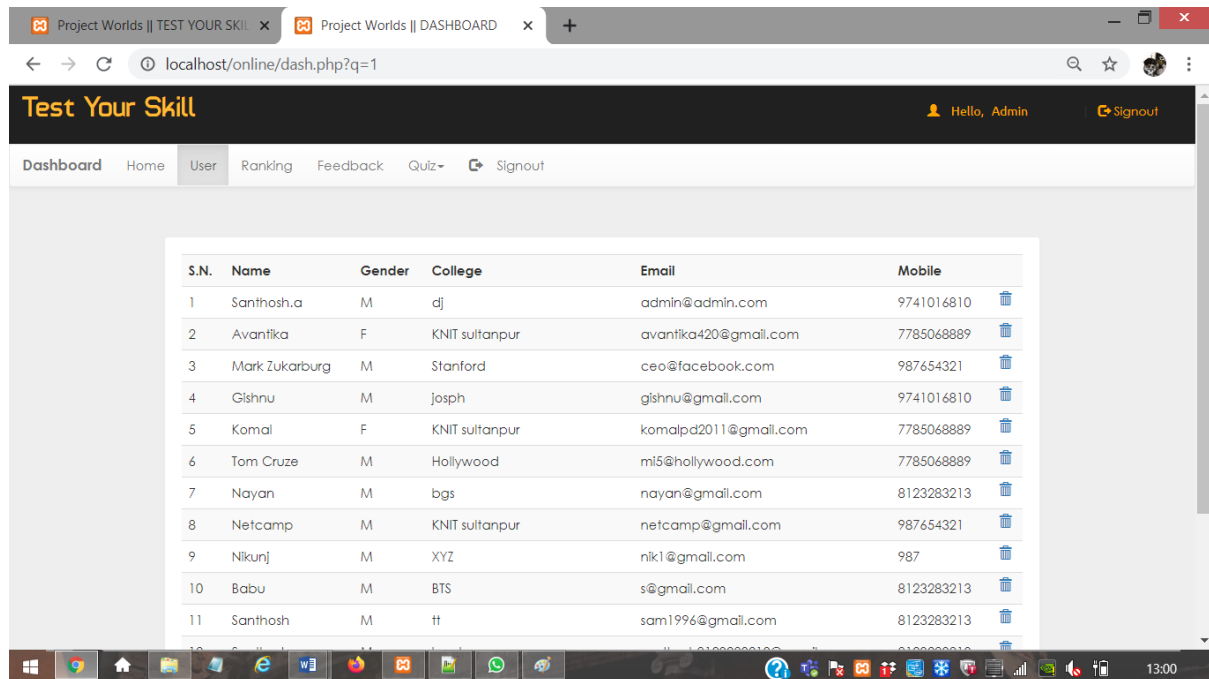 Project Worlds || TEST YOUR SKIL Project Worlds || DASHBOARD
localhost/online/dash.php?q=1
Test Your Skill Hello, Admin Signout
Dashboard Home User Ranking Feedback Quiz Signout
S.N. Name Gender College Email Mobile
1 Santhosh.a M dj admin@admin.com 9741016810
2 Avantika F KNIT sultanpur avantika420@gmail.com 7785068889
3 Mark Zukarburg M Stanford ceo@facebook.com 987654321
4 Gishnu M josph gishnu@gmail.com 9741016810
5 Komal F KNIT sultanpur komalpd2011@gmail.com 7785068889
6 Tom Cruze M Hollywood mi5@hollywood.com 7785068889
7 Nayan M bgs nayan@gmail.com 8123283213
8 Netcamp M KNIT sultanpur netcamp@gmail.com 987654321
9 Nikunj M XYZ nik1@gmail.com 987
10 Babu M BTS s@gmail.com 8123283213
11 Santhosh M tt sam1996@gmail.com 8123283213
13:00